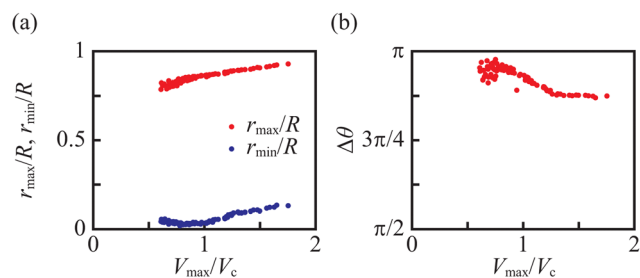 (a)
1
0.5
0
r_max/R, r_min/R
r_max/R
r_min/R
0
1
2
V_max/V_c
(b)
π
3π/4
π/2
Δθ
0
1
2
V_max/V_c